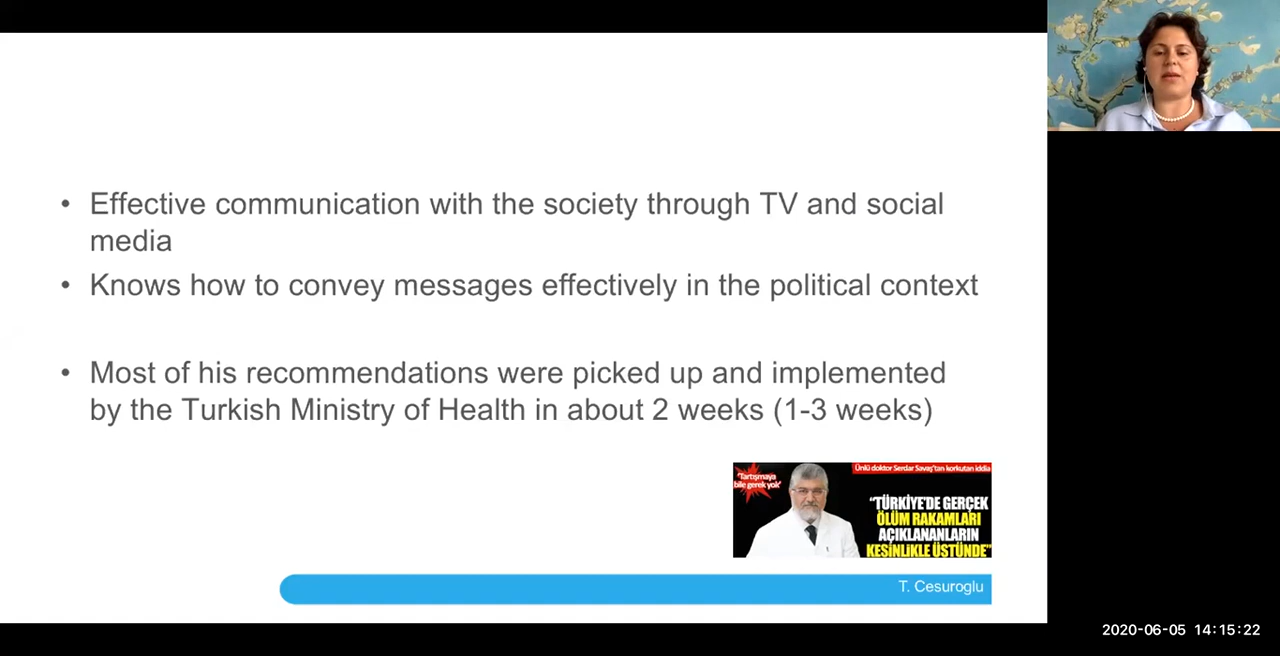 • Effective communication with the society through TV and social
media
• Knows how to convey messages effectively in the political context
• Most of his recommendations were picked up and implemented
by the Turkish Ministry of Health in about 2 weeks (1-3 weeks)
Ünlü doktor Serdar Savaş'tan korkutan iddia
'Tartışmaya
bile gerek yok'
"TÜRKİYE'DE GERÇEK
ÖLÜM RAKAMLARI
AÇIKLANANLARIN
KESİNLİKLE ÜSTÜNDE"
T. Cesuroglu
2020-06-05 14:15:22